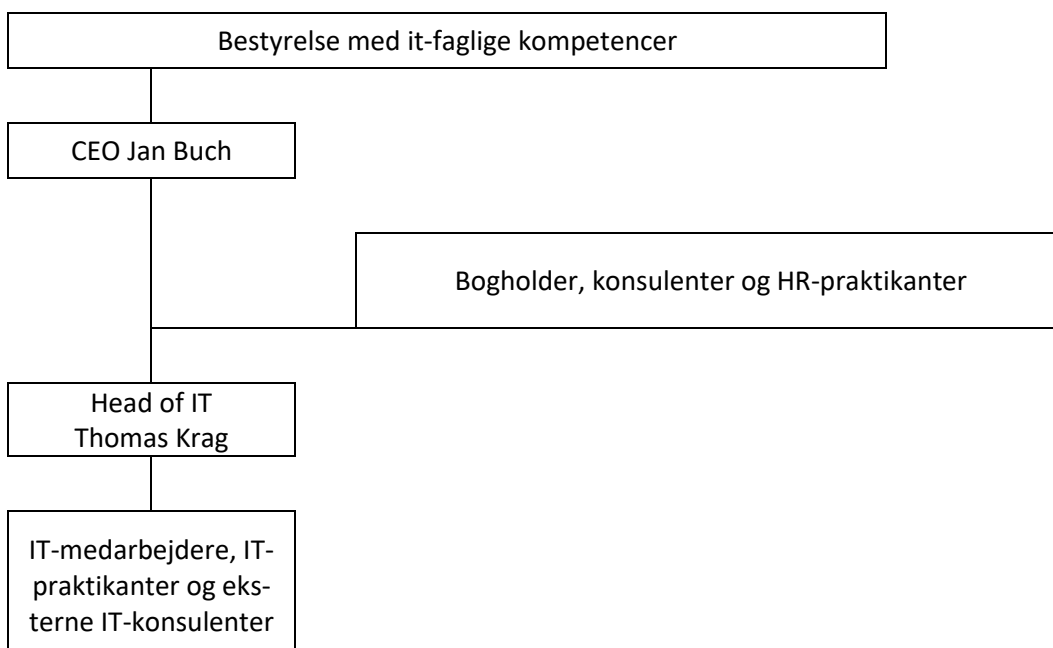 Bestyrelse med it-faglige kompetencer
CEO Jan Buch
Bogholder, konsulenter og HR-praktikanter
Head of IT
Thomas Krag
IT-medarbejdere, IT-
praktikanter og eks-
terne IT-konsulenter